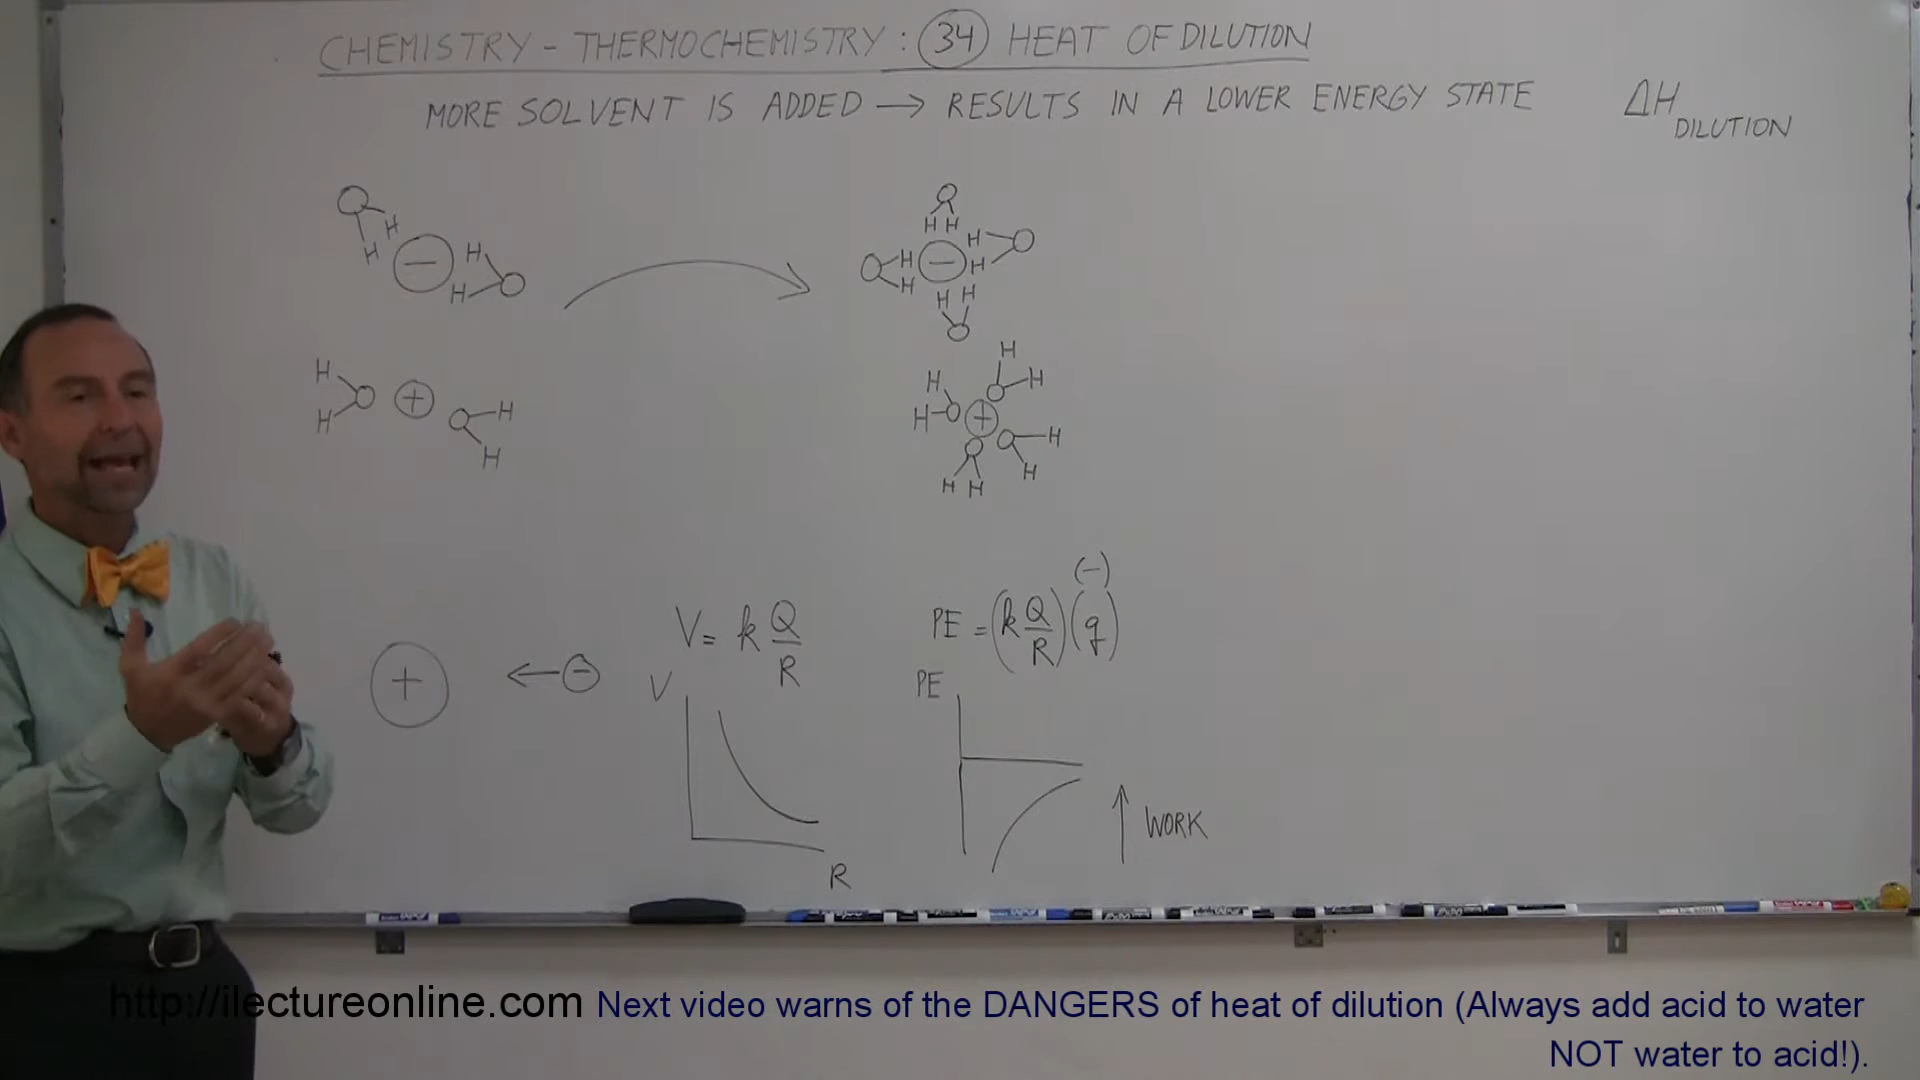 CHEMISTRY - THERMOCHEMISTRY : 34 HEAT OF DILUTION
MORE SOLVENT IS ADDED → RESULTS IN A LOWER ENERGY STATE
ΔH DILUTION
H H − H H
H H − H H H H H H
H H + H H
H H H H + H H H H
+ ← −
V = k Q/R
PE = (k Q/R)(q) (−)
V
R
PE
↑ WORK
http://ilectureonline.com Next video warns of the DANGERS of heat of dilution (Always add acid to water
NOT water to acid!).